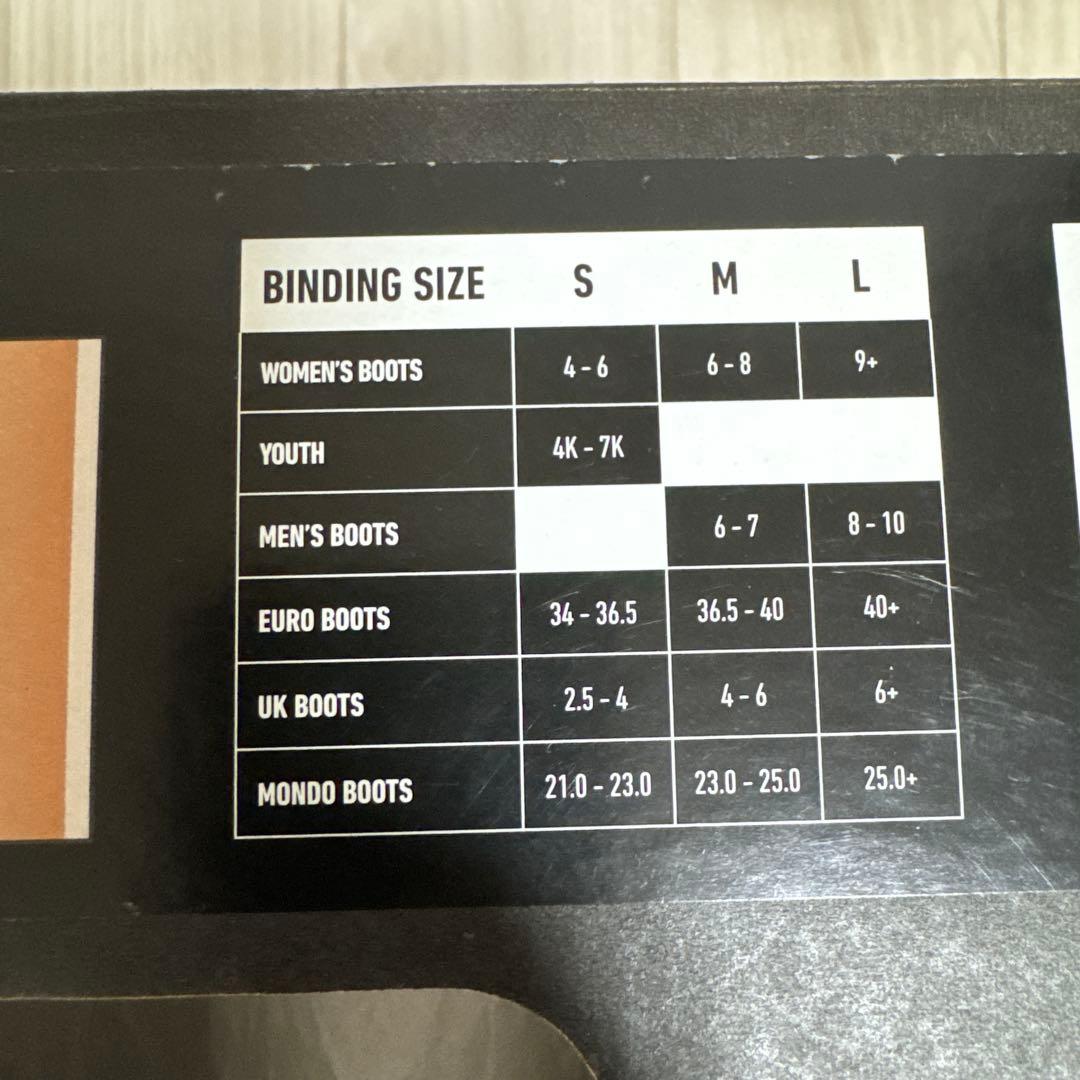 BINDING SIZE S M L
WOMEN'S BOOTS 4 - 6 6 - 8 9+
YOUTH 4K - 7K
MEN'S BOOTS 6 - 7 8 - 10
EURO BOOTS 34 - 36.5 36.5 - 40 40+
UK BOOTS 2.5 - 4 4 - 6 6+
MONDO BOOTS 21.0 - 23.0 23.0 - 25.0 25.0+